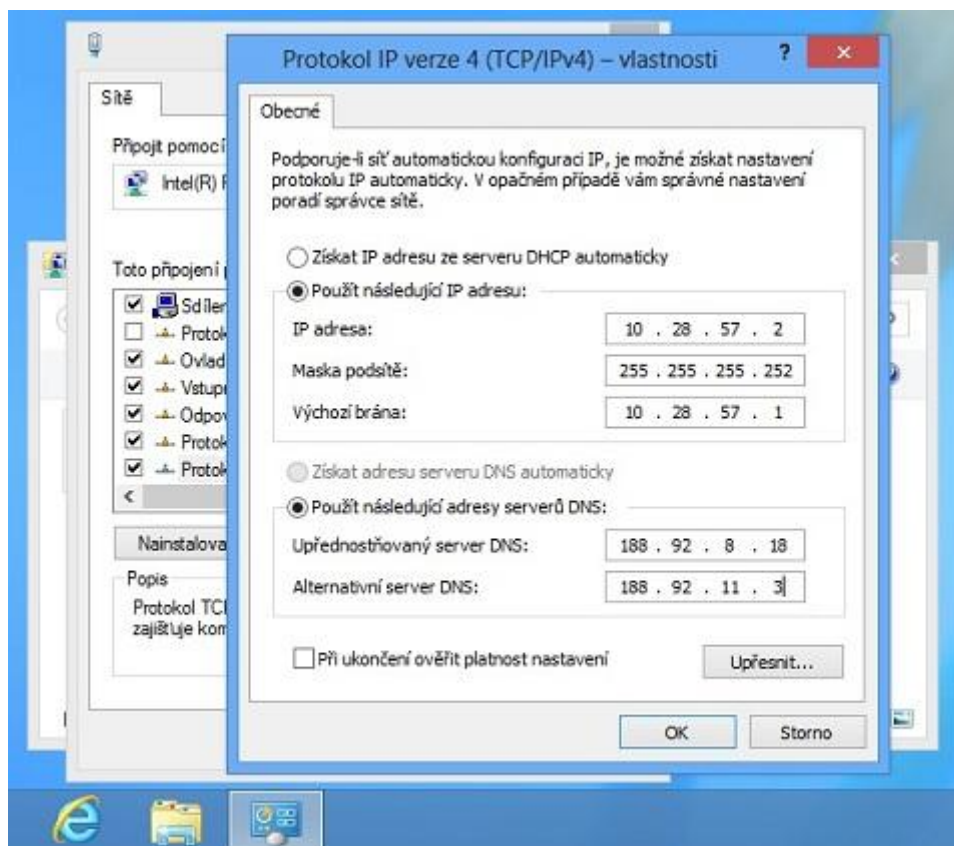 Protokol IP verze 4 (TCP/IPv4) – vlastnosti
?
Sítě
Obecné
Připojit pomocí
Intel(R)
Podporuje-li síť automatickou konfiguraci IP, je možné získat nastavení
protokolu IP automaticky. V opačném případě vám správné nastavení
poradí správce sítě.
Toto připojení
Získat IP adresu ze serveru DHCP automaticky
Použít následující IP adresu:
IP adresa:
10 . 28 . 57 . 2
Maska podsítě:
255 . 255 . 255 . 252
Výchozí brána:
10 . 28 . 57 . 1
Získat adresu serveru DNS automaticky
Použít následující adresy serverů DNS:
Upřednostňovaný server DNS:
188 . 92 . 8 . 18
Alternativní server DNS:
188 . 92 . 11 . 3
Popis
Protokol
Při ukončení ověřit platnost nastavení
Upřesnit...
OK
Storno